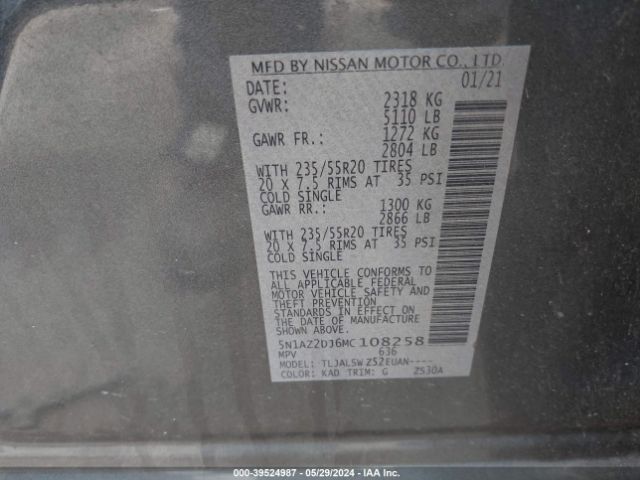 MFD BY NISSAN MOTOR CO., LTD
DATE: 01/21
GVWR: 2318 KG
5110 LB
GAWR FR.: 1272 KG
2804 LB
WITH 235/55R20 TIRES
20 X 7.5 RIMS AT 35 PSI
COLD SINGLE
GAWR RR.: 1300 KG
2866 LB
WITH 235/55R20 TIRES
20 X 7.5 RIMS AT 35 PSI
COLD SINGLE
THIS VEHICLE CONFORMS TO
ALL APPLICABLE FEDERAL
MOTOR VEHICLE SAFETY AND
THEFT PREVENTION
STANDARDS IN EFFECT ON
THE DATE OF MANUFACTURE
SHOWN ABOVE.
5N1AZ2DJ6MC108258
MPV 636
MODEL: TLJALSWZ52EUAN----
COLOR: KAD TRIM: G Z530A
000-39524987 - 05/29/2024 - IAA Inc.